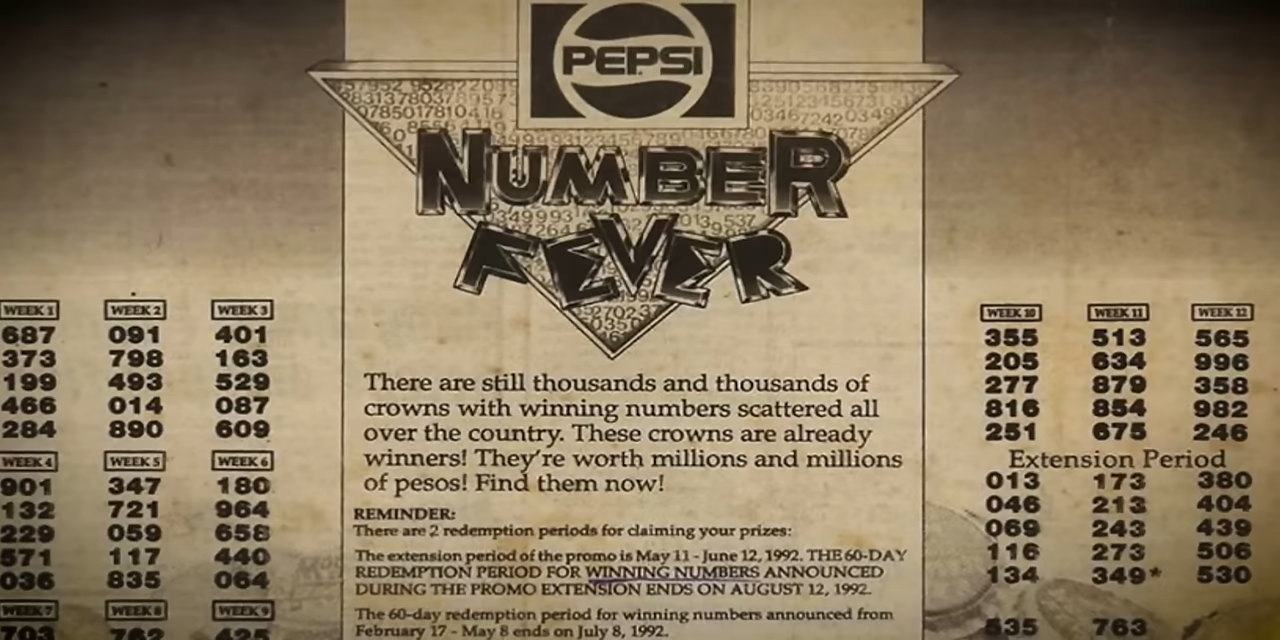 PEPSI
NUMBER
FEVER
WEEK 1 WEEK 2 WEEK 3
687 091 401
373 798 163
199 493 529
466 014 087
284 890 609
WEEK 4 WEEK 5 WEEK 6
901 347 180
132 721 964
229 059 658
571 117 440
036 835 064
WEEK 7 WEEK 8 WEEK 9
703 762 425
There are still thousands and thousands of
crowns with winning numbers scattered all
over the country. These crowns are already
winners! They're worth millions and millions
of pesos! Find them now!
REMINDER:
There are 2 redemption periods for claiming your prizes:
The extension period of the promo is May 11 - June 12, 1992. THE 60-DAY
REDEMPTION PERIOD FOR WINNING NUMBERS ANNOUNCED
DURING THE PROMO EXTENSION ENDS ON AUGUST 12, 1992.
The 60-day redemption period for winning numbers announced from
February 17 - May 8 ends on July 8, 1992.
WEEK 10 WEEK 11 WEEK 12
355 513 565
205 634 996
277 879 358
816 854 982
251 675 246
Extension Period
013 173 380
046 213 404
069 243 439
116 273 506
134 349* 530
535 763